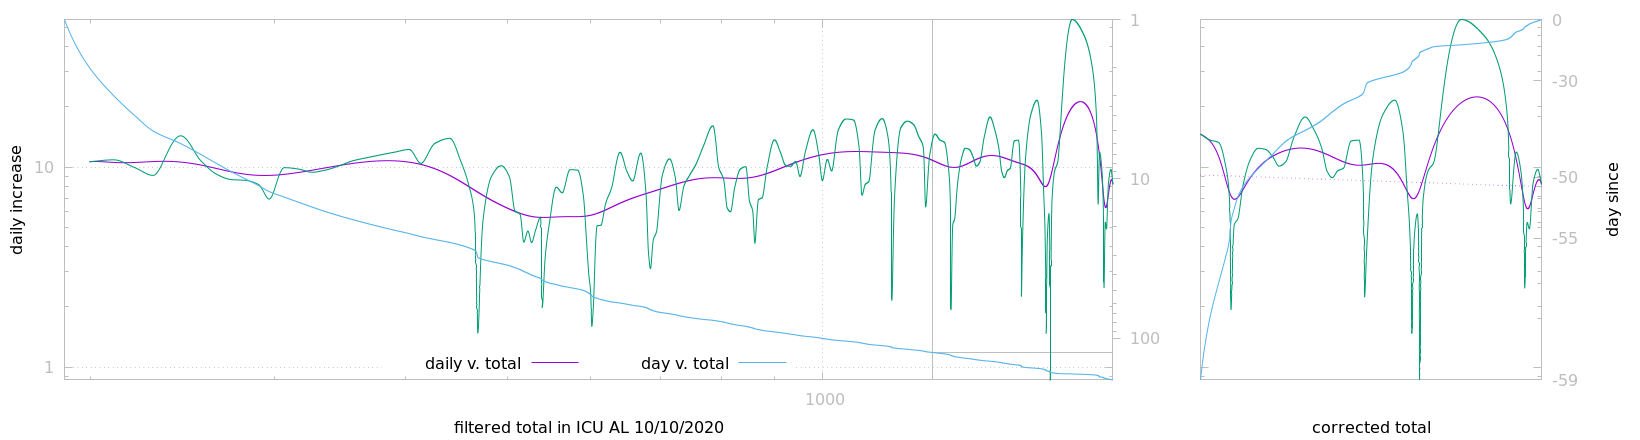 daily increase
10
1
1
10
100
daily v. total
day v. total
1000
filtered total in ICU AL 10/10/2020
0
-30
-50
-55
-59
day since
corrected total